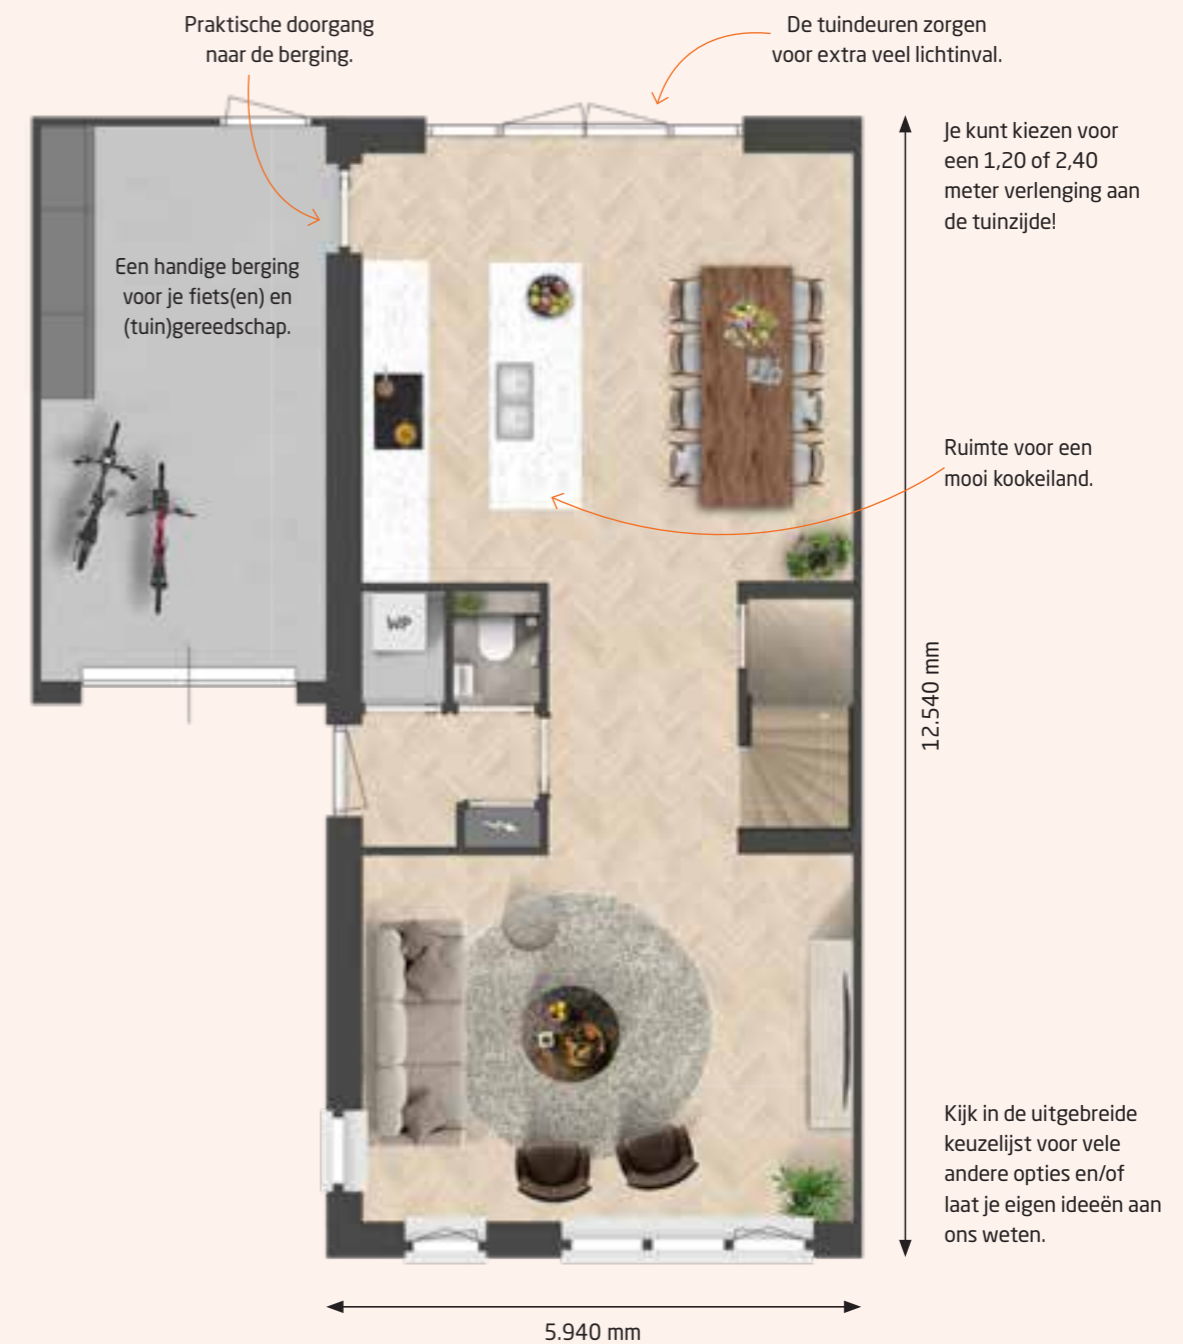 Praktische doorgang
naar de berging.
De tuindeuren zorgen
voor extra veel lichtinval.
Je kunt kiezen voor
een 1,20 of 2,40
meter verlenging aan
de tuinzijde!
Een handige berging
voor je fiets(en) en
(tuin)gereedschap.
Ruimte voor een
mooi kookeiland.
WP
12.540 mm
Kijk in de uitgebreide
keuzelijst voor vele
andere opties en/of
laat je eigen ideeën aan
ons weten.
5.940 mm